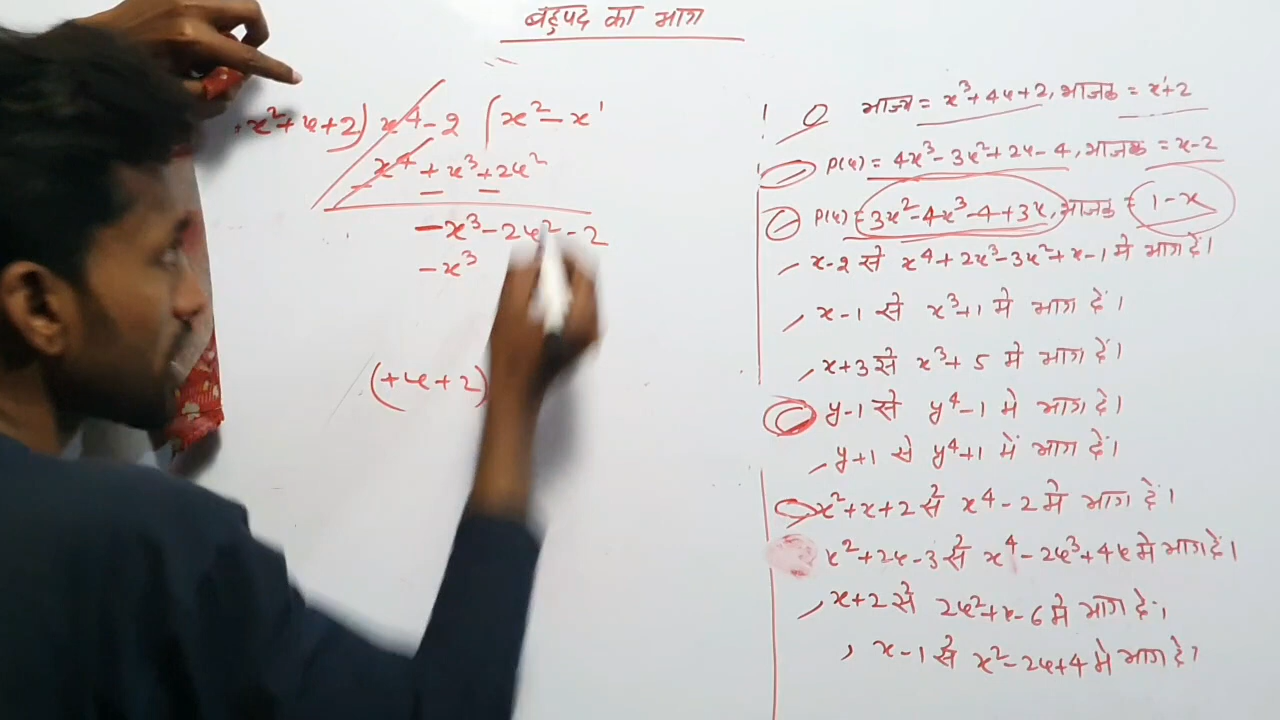 बहुपद का भाग
x²+x+2) x⁴-2 (x²-x¹
x⁴+x³+2x²
- - -
-x³-2x²-2
-x³
(+x+2)
भाज्य = x³+4x+2, भाजक = x¹+2
P(x) = 4x³-3x²+2x-4, भाजक = x-2
P(x) = 3x²-4x³-4+3x, भाजक = 1-x
x-2 से x⁴+2x³-3x²+x-1 मे भाग दें।
x-1 से x³+1 मे भाग दें।
x+3 से x³+5 मे भाग दें।
y-1 से y⁴-1 मे भाग दें।
y+1 से y⁴+1 में भाग दें।
x²+x+2 से x⁴-2 मे भाग दें।
x²+2x-3 से x⁴-2x³+4x मे भाग दें।
x+2 से 2x²+x-6 मे भाग दें।
x-1 से x²-2x+4 मे भाग दें।